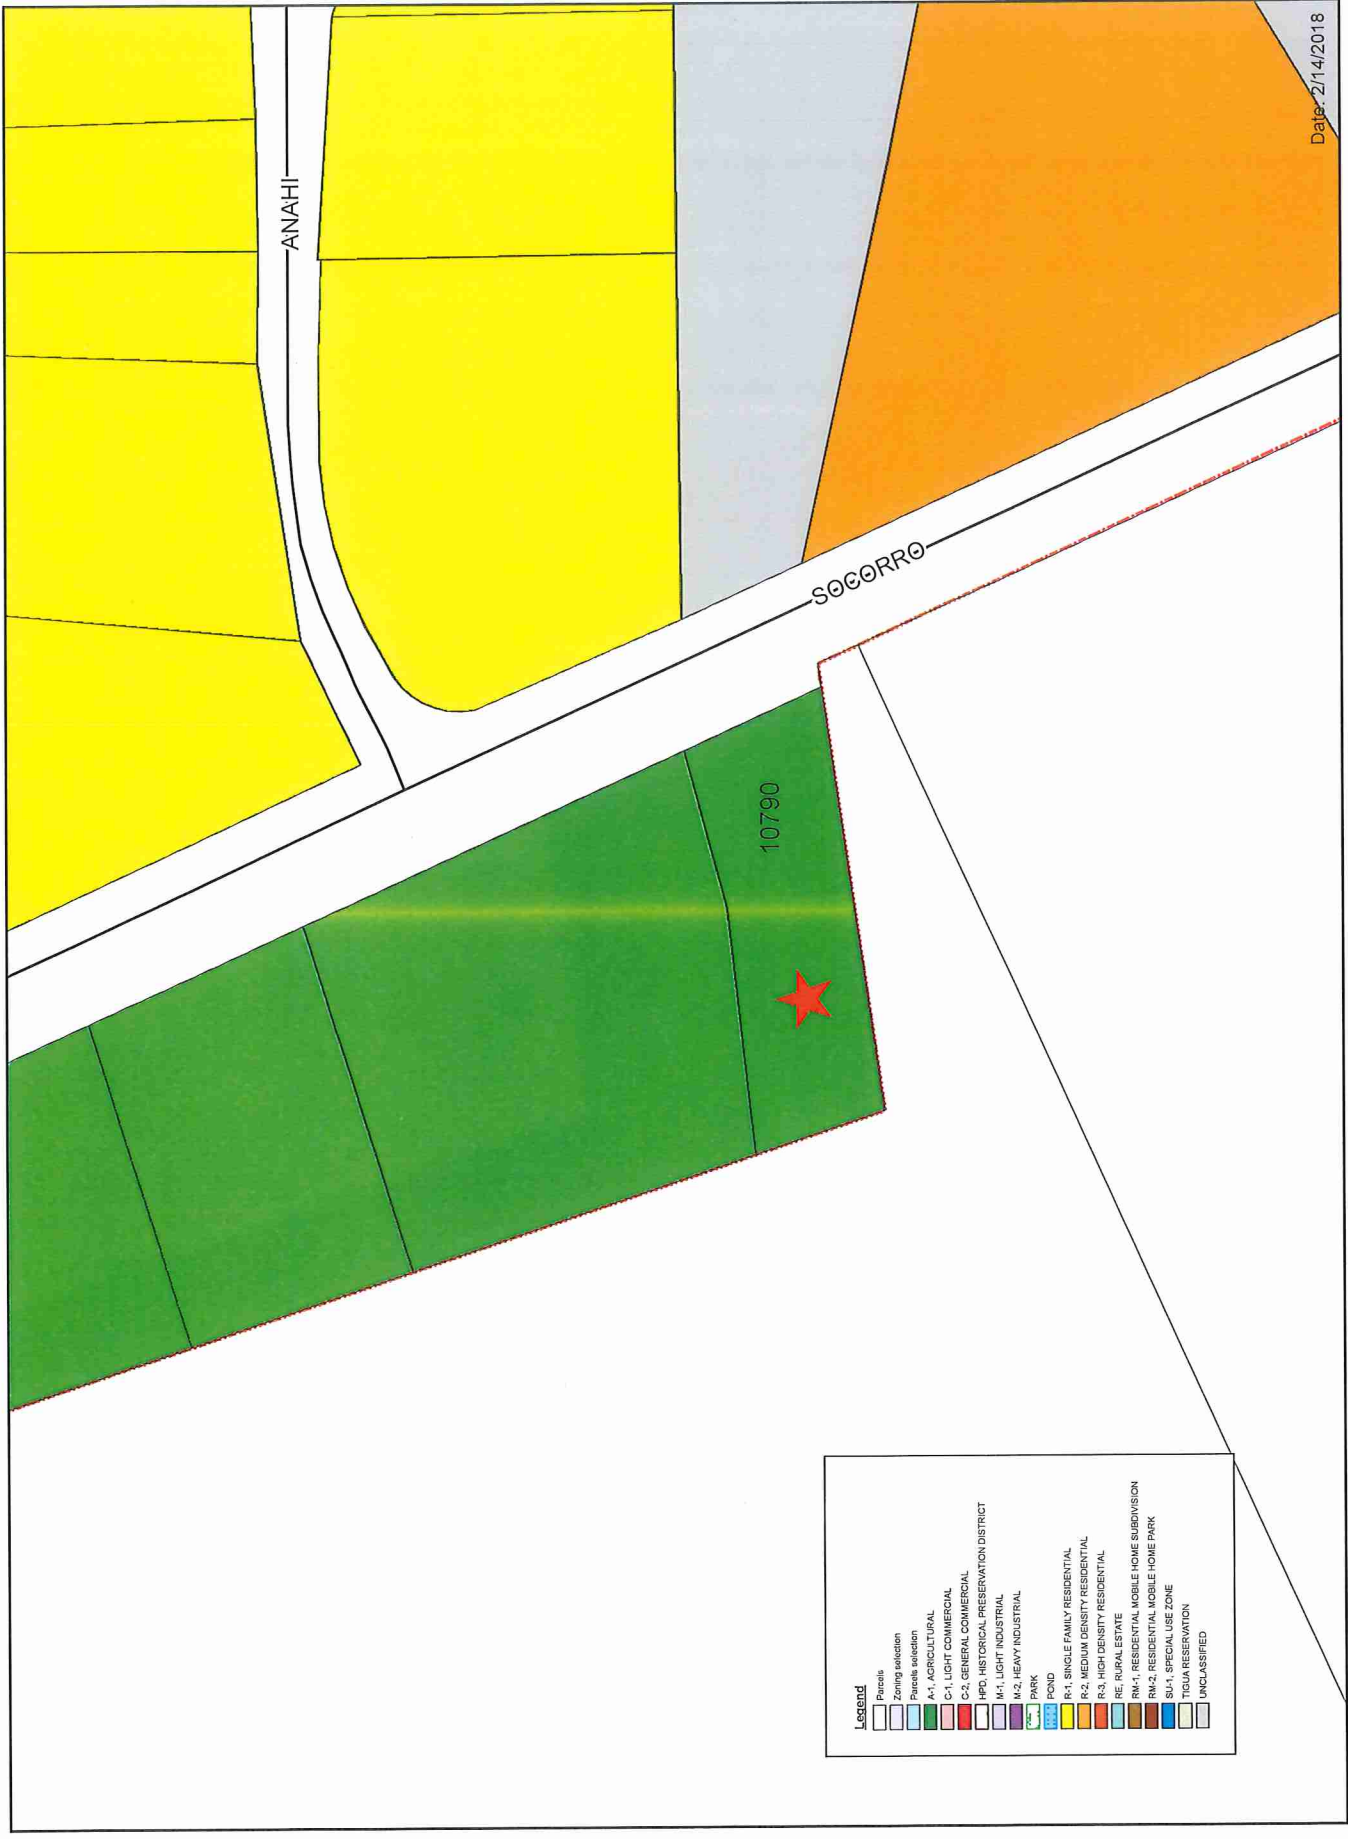 ANAHI
SOCORRO
10790
Legend
Parcels
Zoning selection
Parcels selection
A-1, AGRICULTURAL
C-1, LIGHT COMMERCIAL
C-2, GENERAL COMMERCIAL
HPD, HISTORICAL PRESERVATION DISTRICT
M-1, LIGHT INDUSTRIAL
M-2, HEAVY INDUSTRIAL
PARK
POND
R-1, SINGLE FAMILY RESIDENTIAL
R-2, MEDIUM DENSITY RESIDENTIAL
R-3, HIGH DENSITY RESIDENTIAL
RE, RURAL ESTATE
RM-1, RESIDENTIAL MOBILE HOME SUBDIVISION
RM-2, RESIDENTIAL MOBILE HOME PARK
SU-1, SPECIAL USE ZONE
TIGUA RESERVATION
UNCLASSIFIED
Date: 2/14/2018